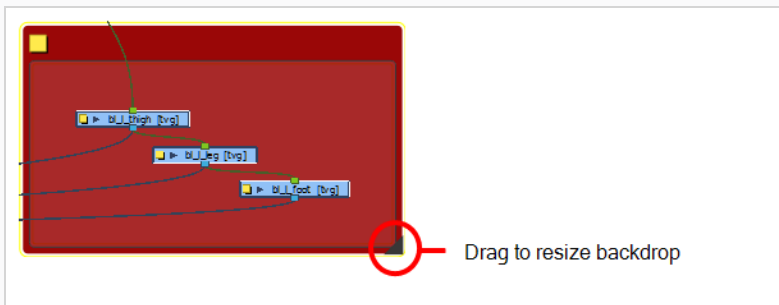 bl_l_thigh [tvg]
bl_l_leg [tvg]
bl_l_foot [tvg]
Drag to resize backdrop